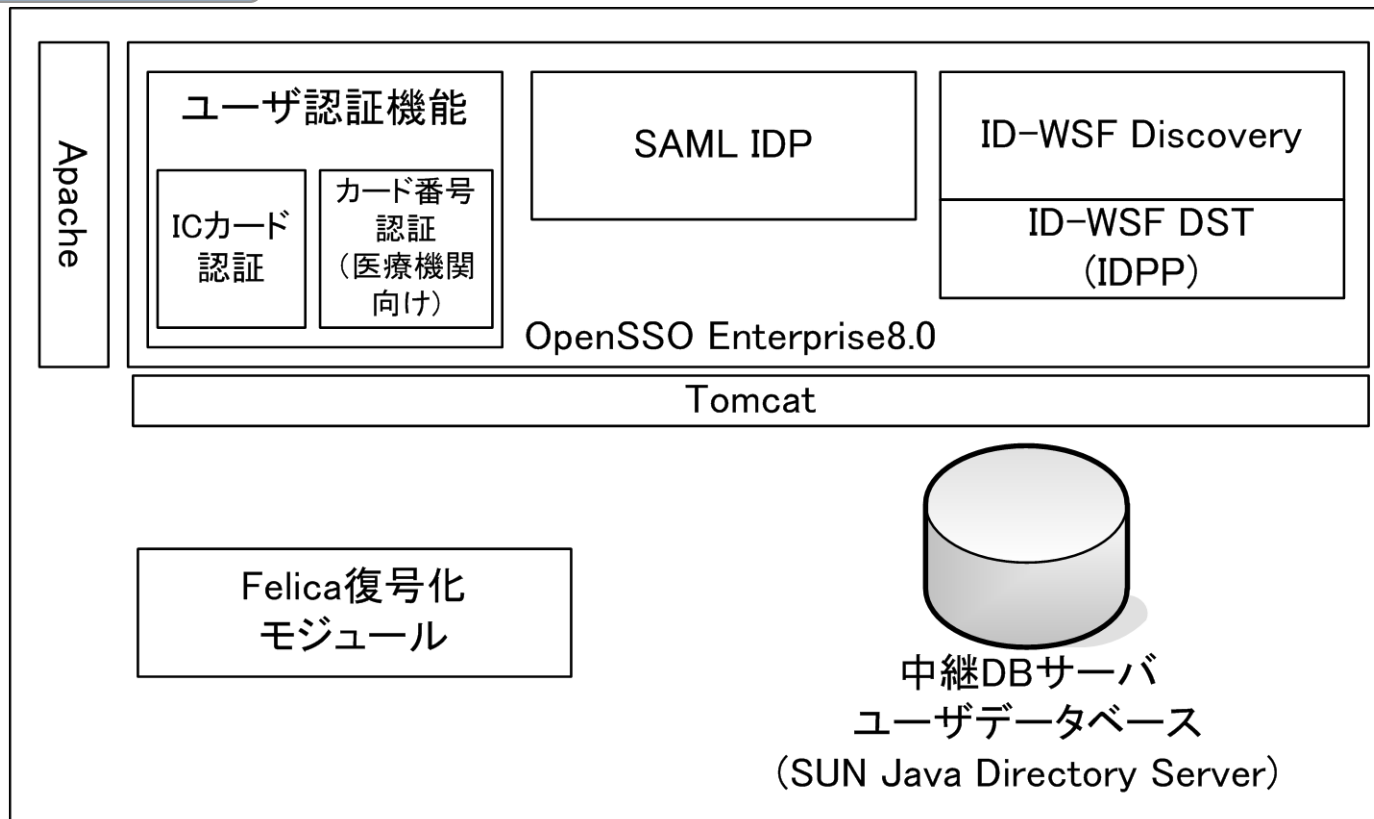 Apache
ユーザ認証機能
ICカード
認証
カード番号
認証
(医療機関
向け)
SAML IDP
ID-WSF Discovery
ID-WSF DST
(IDPP)
OpenSSO Enterprise8.0
Tomcat
Felica復号化
モジュール
中継DBサーバ
ユーザデータベース
(SUN Java Directory Server)